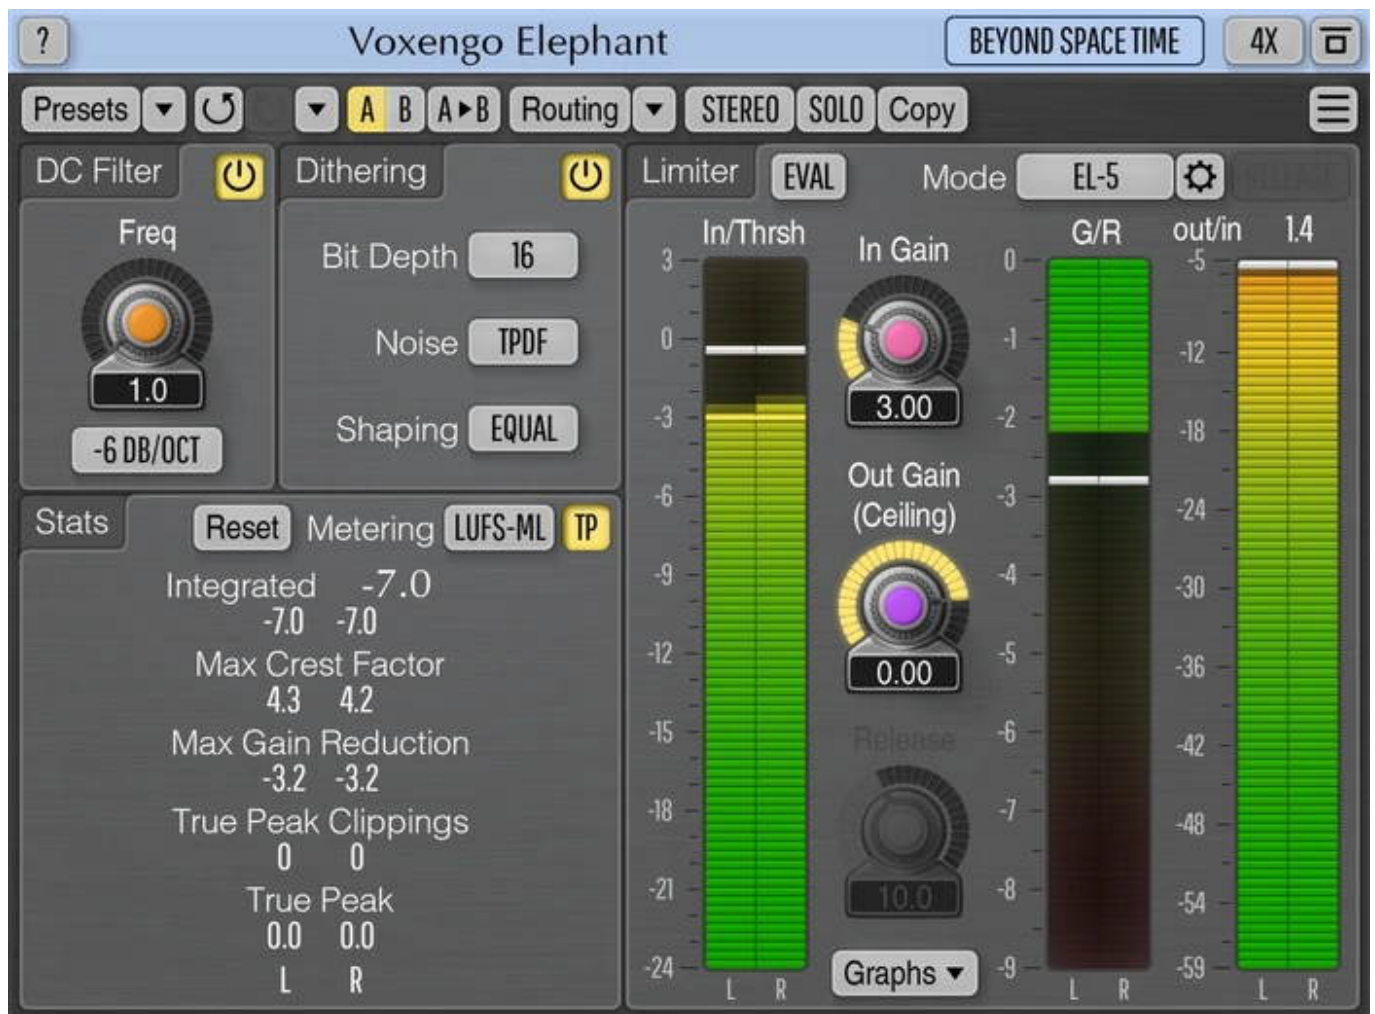 ? Voxengo Elephant BEYOND SPACE TIME 4X
Presets A B A▸B Routing STEREO SOLO Copy
DC Filter
Freq
1.0
-6 DB/OCT
Dithering
Bit Depth 16
Noise TPDF
Shaping EQUAL
Stats Reset Metering LUFS-ML TP
Integrated -7.0
-7.0 -7.0
Max Crest Factor
4.3 4.2
Max Gain Reduction
-3.2 -3.2
True Peak Clippings
0 0
True Peak
0.0 0.0
L R
Limiter EVAL Mode EL-5 RELEASE
In/Thrsh
3
0
-3
-6
-9
-12
-15
-18
-21
-24
L R
In Gain
3.00
Out Gain
(Ceiling)
0.00
Release
10.0
Graphs
G/R
0
-1
-2
-3
-4
-5
-6
-7
-8
-9
L R
out/in 1.4
-5
-12
-18
-24
-30
-36
-42
-48
-54
-59
L R